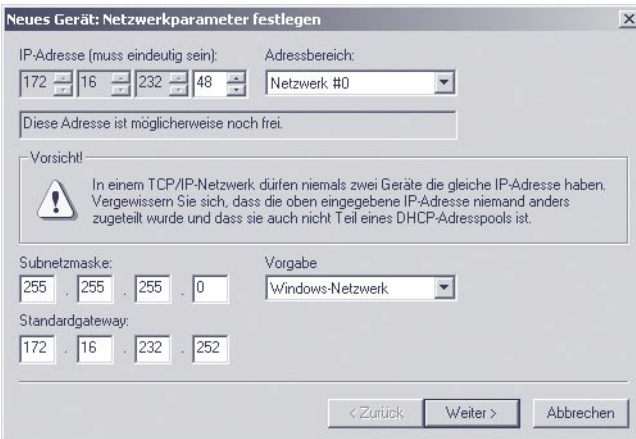 Neues Gerät: Netzwerkparameter festlegen
IP-Adresse (muss eindeutig sein): Adressbereich:
172 16 232 48 Netzwerk #0
Diese Adresse ist möglicherweise noch frei.
Vorsicht!
In einem TCP/IP-Netzwerk dürfen niemals zwei Geräte die gleiche IP-Adresse haben.
Vergewissern Sie sich, dass die oben eingegebene IP-Adresse niemand anders
zugeteilt wurde und dass sie auch nicht Teil eines DHCP-Adresspools ist.
Subnetzmaske: Vorgabe
255 . 255 . 255 . 0 Windows-Netzwerk
Standardgateway:
172 . 16 . 232 . 252
< Zurück Weiter > Abbrechen